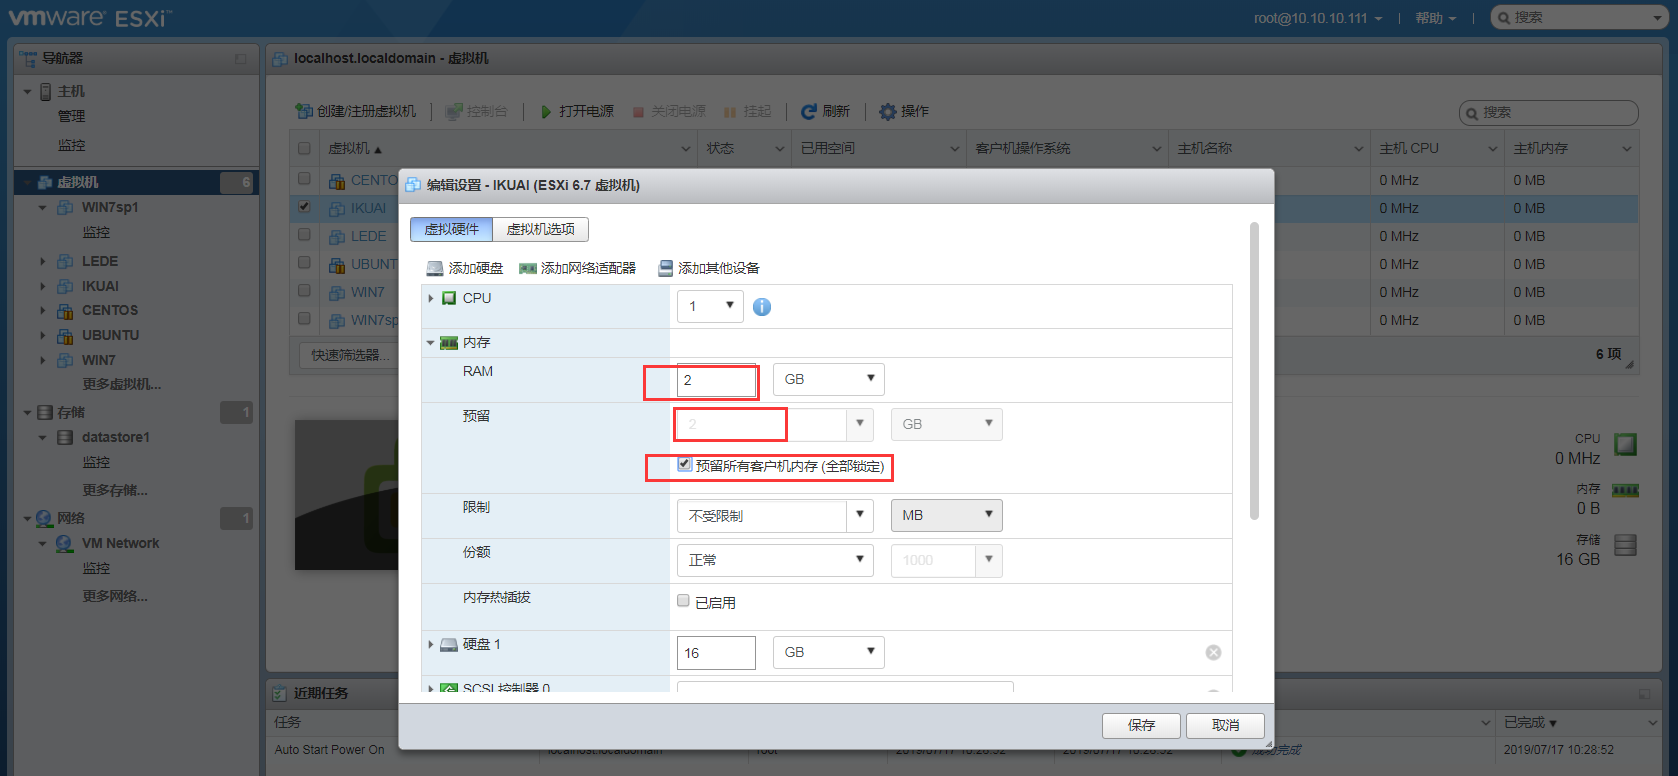 vmware ESXi™
root@10.10.10.111 | 帮助 | 搜索
导航器
主机
管理
监控
虚拟机 6
WIN7sp1
监控
LEDE
IKUAI
CENTOS
UBUNTU
WIN7
更多虚拟机...
存储 1
datastore1
监控
更多存储...
网络 1
VM Network
监控
更多网络...
localhost.localdomain - 虚拟机
创建/注册虚拟机 | 控制台 | 打开电源 关闭电源 挂起 | 刷新 | 操作
搜索
虚拟机 状态 已用空间 客户机操作系统 主机名称 主机 CPU 主机内存
CENTO 0 MHz 0 MB
IKUAI 0 MHz 0 MB
LEDE 0 MHz 0 MB
UBUNT 0 MHz 0 MB
WIN7 0 MHz 0 MB
WIN7sp 0 MHz 0 MB
快速筛选器... 6 项
CPU
0 MHz
内存
0 B
存储
16 GB
编辑设置 - IKUAI (ESXi 6.7 虚拟机)
虚拟硬件 虚拟机选项
添加硬盘 添加网络适配器 添加其他设备
CPU 1
内存
RAM 2 GB
预留 2 GB
预留所有客户机内存 (全部锁定)
限制 不受限制 MB
份额 正常 1000
内存热插拔 已启用
硬盘 1 16 GB
SCSI 控制器 0
保存 取消
近期任务
任务 已完成
Auto Start Power On localhost.localdomain root 2019/07/17 10:28:52 2019/07/17 10:28:52 成功完成 2019/07/17 10:28:52